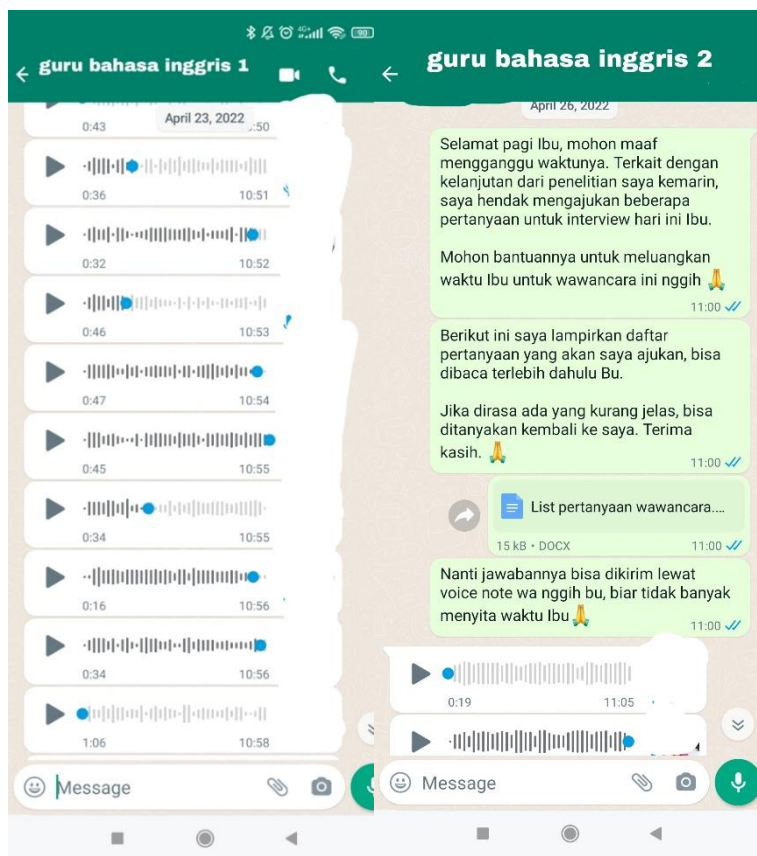 4G+
90
guru bahasa inggris 1
April 23, 2022
0:43
:50
0:36
10:51
0:32
10:52
0:46
10:53
0:47
10:54
0:45
10:55
0:34
10:55
0:16
10:56
0:34
10:56
1:06
10:58
Message
guru bahasa inggris 2
April 26, 2022
Selamat pagi Ibu, mohon maaf
mengganggu waktunya. Terkait dengan
kelanjutan dari penelitian saya kemarin,
saya hendak mengajukan beberapa
pertanyaan untuk interview hari ini Ibu.
Mohon bantuannya untuk meluangkan
waktu Ibu untuk wawancara ini nggih 🙏
11:00
Berikut ini saya lampirkan daftar
pertanyaan yang akan saya ajukan, bisa
dibaca terlebih dahulu Bu.
Jika dirasa ada yang kurang jelas, bisa
ditanyakan kembali ke saya. Terima
kasih. 🙏
11:00
List pertanyaan wawancara....
15 kB • DOCX
11:00
Nanti jawabannya bisa dikirim lewat
voice note wa nggih bu, biar tidak banyak
menyita waktu Ibu 🙏
11:00
0:19
11:05
Message